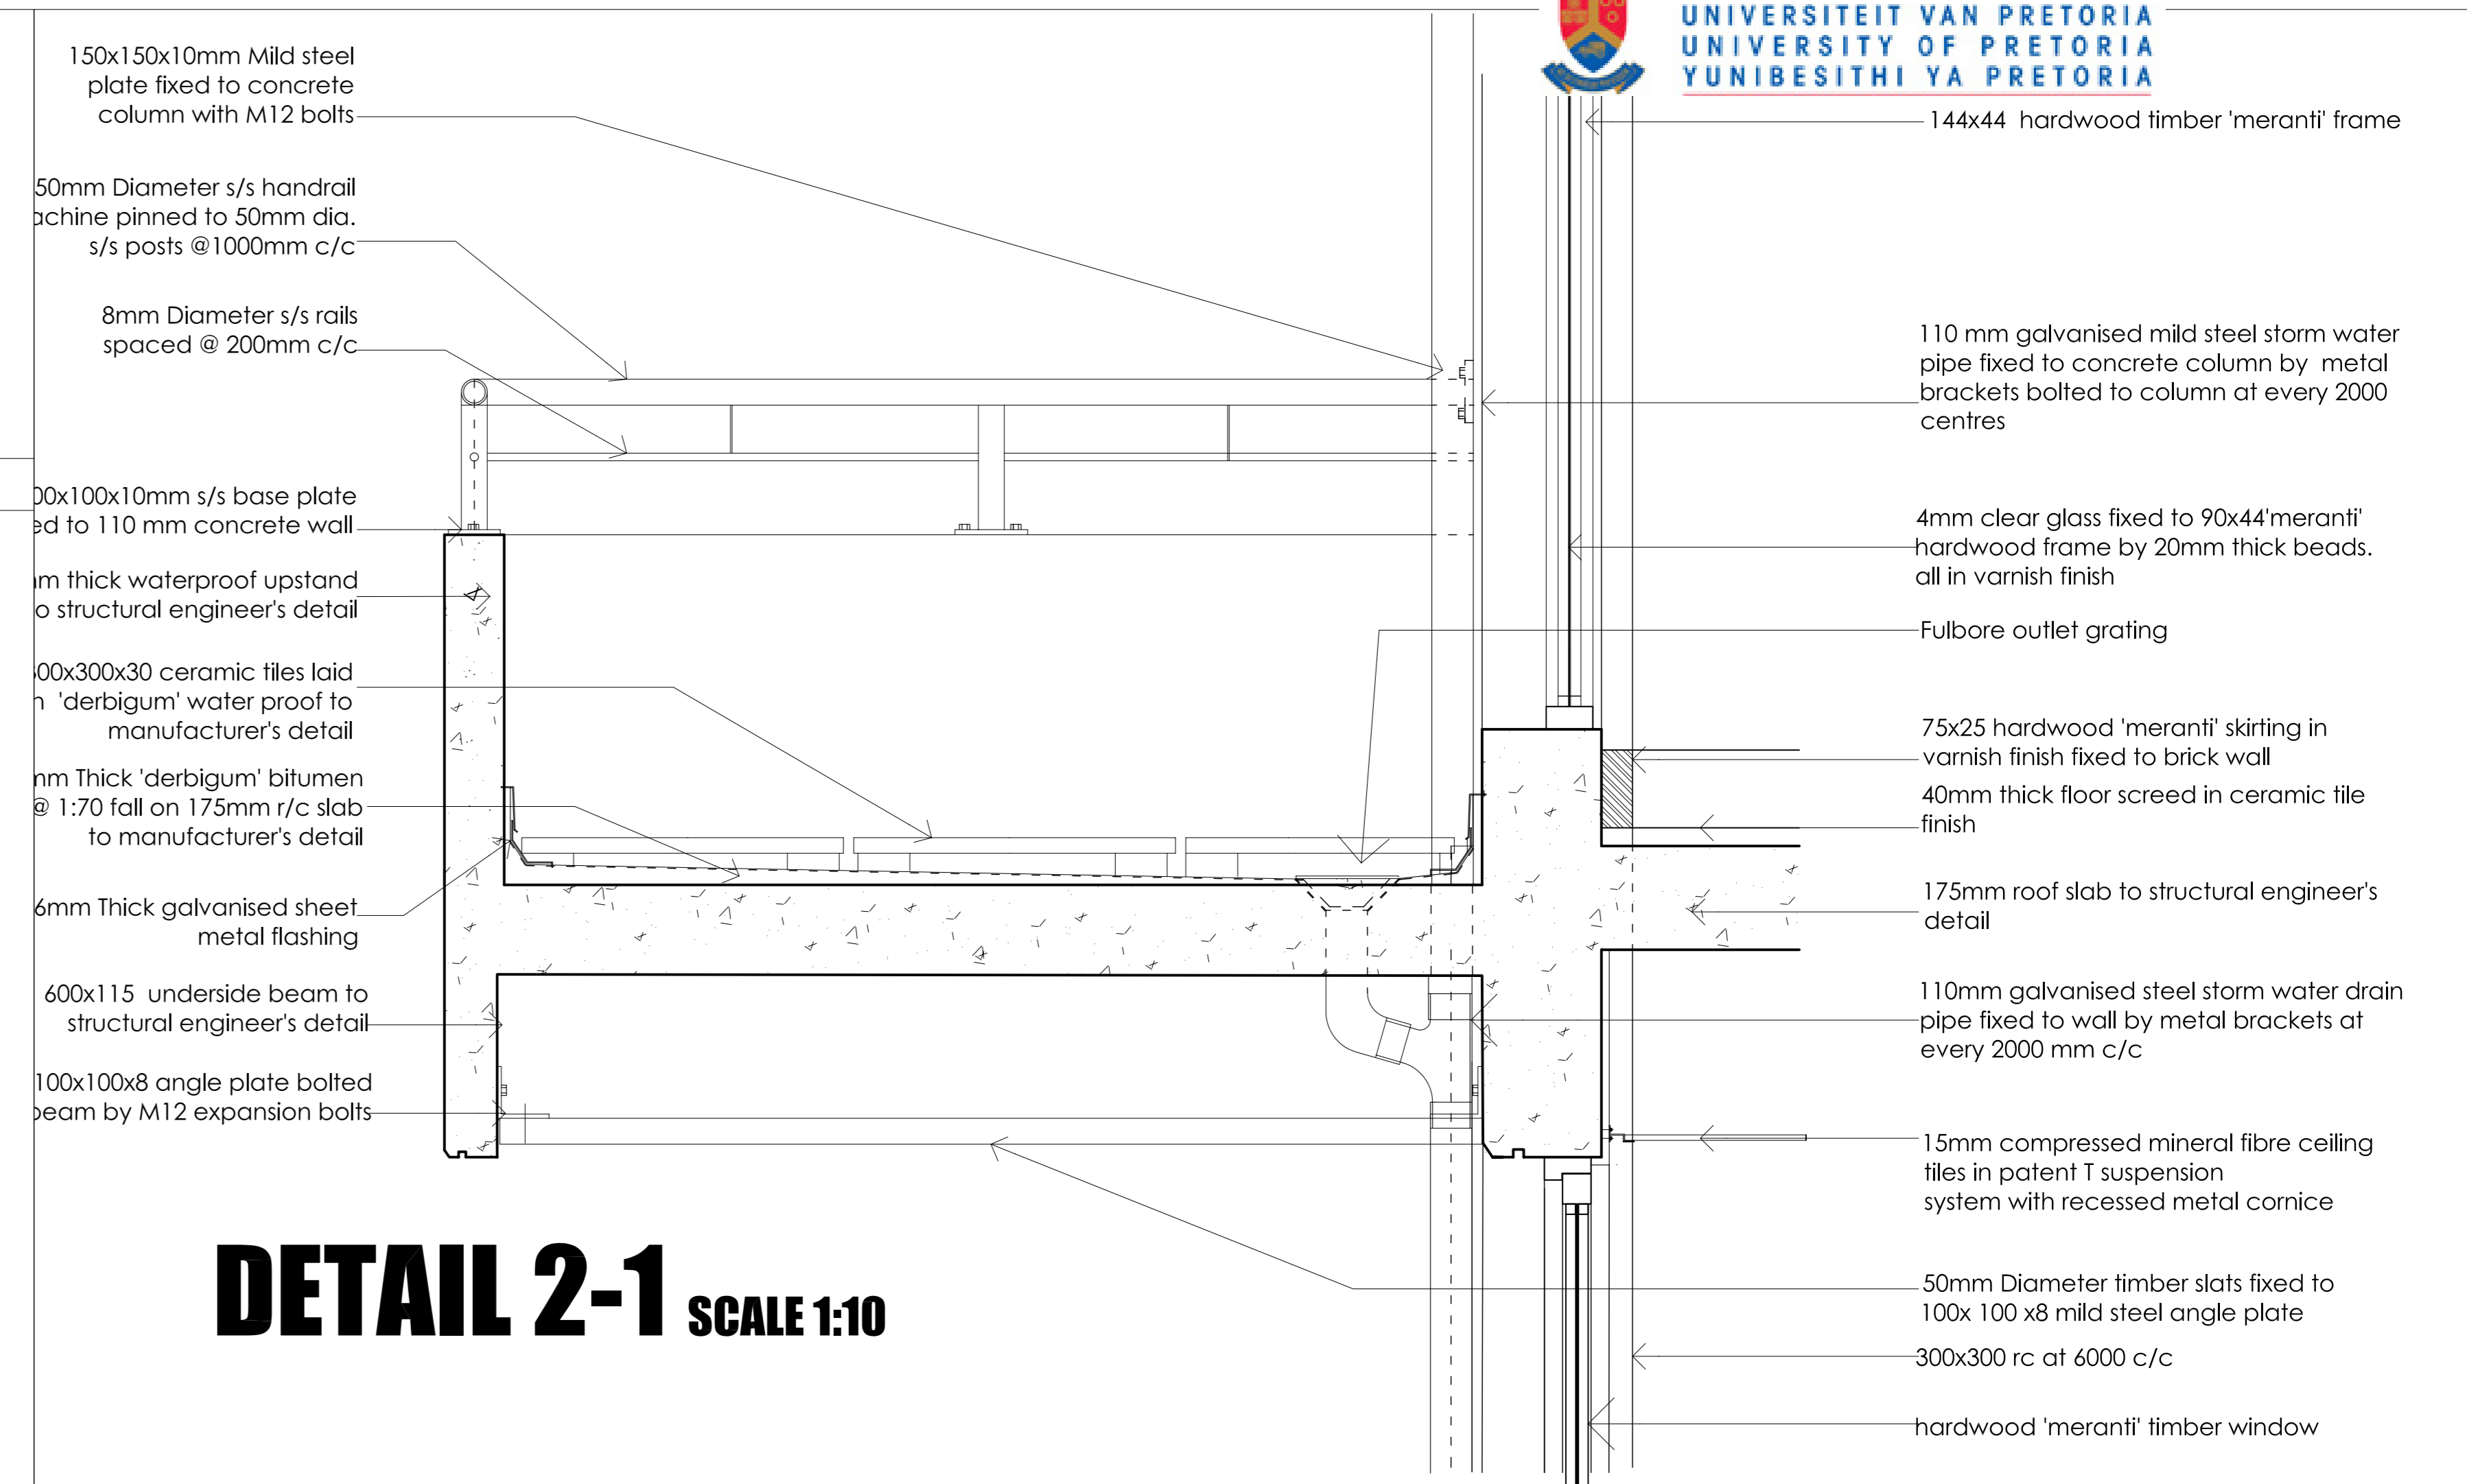 UNIVERSITEIT VAN PRETORIA
UNIVERSITY OF PRETORIA
YUNIBESITHI YA PRETORIA
150x150x10mm Mild steel
plate fixed to concrete
column with M12 bolts
50mm Diameter s/s handrail
achine pinned to 50mm dia.
s/s posts @1000mm c/c
8mm Diameter s/s rails
spaced @ 200mm c/c
00x100x10mm s/s base plate
ed to 110 mm concrete wall
m thick waterproof upstand
o structural engineer's detail
00x300x30 ceramic tiles laid
n 'derbigum' water proof to
manufacturer's detail
mm Thick 'derbigum' bitumen
@ 1:70 fall on 175mm r/c slab
to manufacturer's detail
6mm Thick galvanised sheet
metal flashing
600x115 underside beam to
structural engineer's detail
100x100x8 angle plate bolted
beam by M12 expansion bolts
144x44 hardwood timber 'meranti' frame
110 mm galvanised mild steel storm water
pipe fixed to concrete column by metal
brackets bolted to column at every 2000
centres
4mm clear glass fixed to 90x44'meranti'
hardwood frame by 20mm thick beads.
all in varnish finish
Fulbore outlet grating
75x25 hardwood 'meranti' skirting in
varnish finish fixed to brick wall
40mm thick floor screed in ceramic tile
finish
175mm roof slab to structural engineer's
detail
110mm galvanised steel storm water drain
pipe fixed to wall by metal brackets at
every 2000 mm c/c
15mm compressed mineral fibre ceiling
tiles in patent T suspension
system with recessed metal cornice
50mm Diameter timber slats fixed to
100x 100 x8 mild steel angle plate
300x300 rc at 6000 c/c
hardwood 'meranti' timber window
DETAIL 2-1 SCALE 1:10